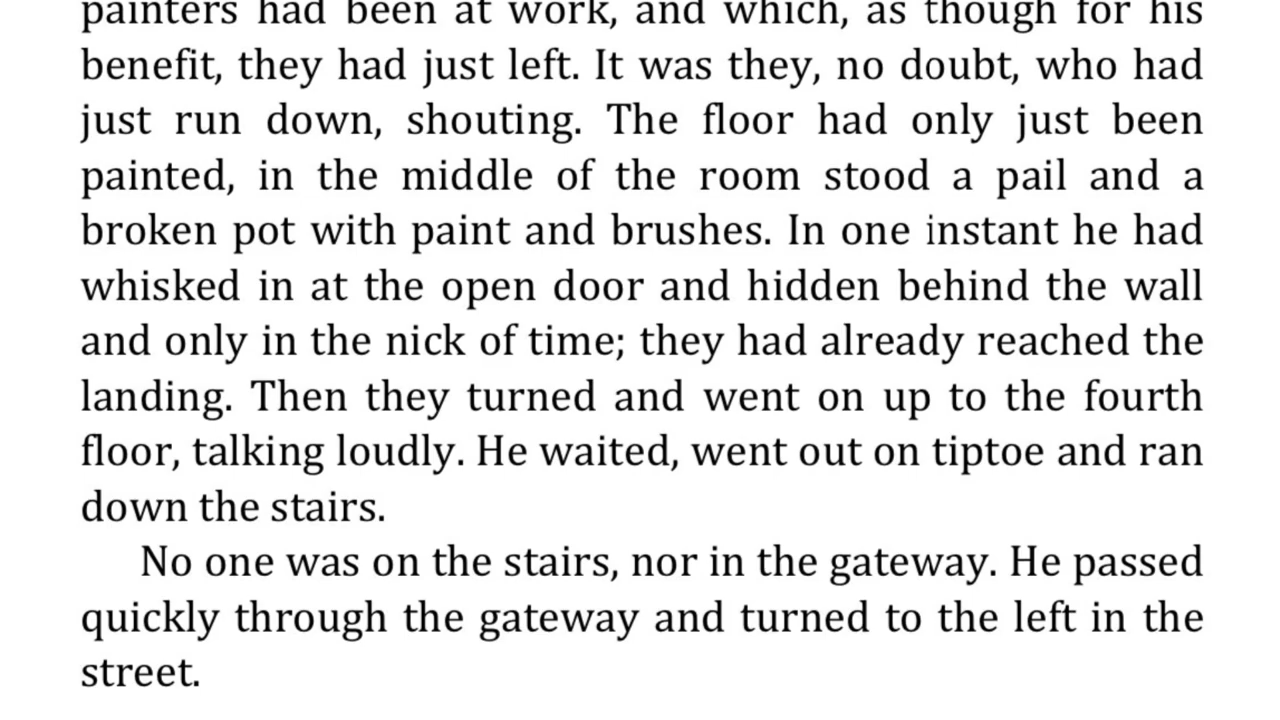 painters had been at work, and which, as though for his
benefit, they had just left. It was they, no doubt, who had
just run down, shouting. The floor had only just been
painted, in the middle of the room stood a pail and a
broken pot with paint and brushes. In one instant he had
whisked in at the open door and hidden behind the wall
and only in the nick of time; they had already reached the
landing. Then they turned and went on up to the fourth
floor, talking loudly. He waited, went out on tiptoe and ran
down the stairs.
No one was on the stairs, nor in the gateway. He passed
quickly through the gateway and turned to the left in the
street.